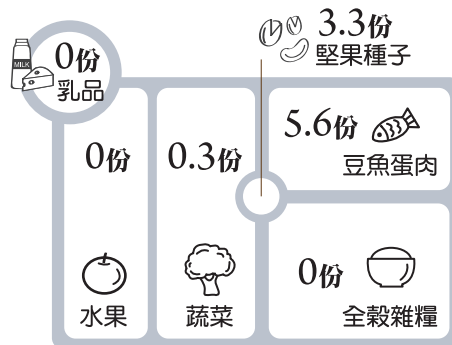 3.3份
堅果種子
0份
MILK
乳品
0份
水果
0.3份
蔬菜
5.6份
豆魚蛋肉
0份
全穀雜糧